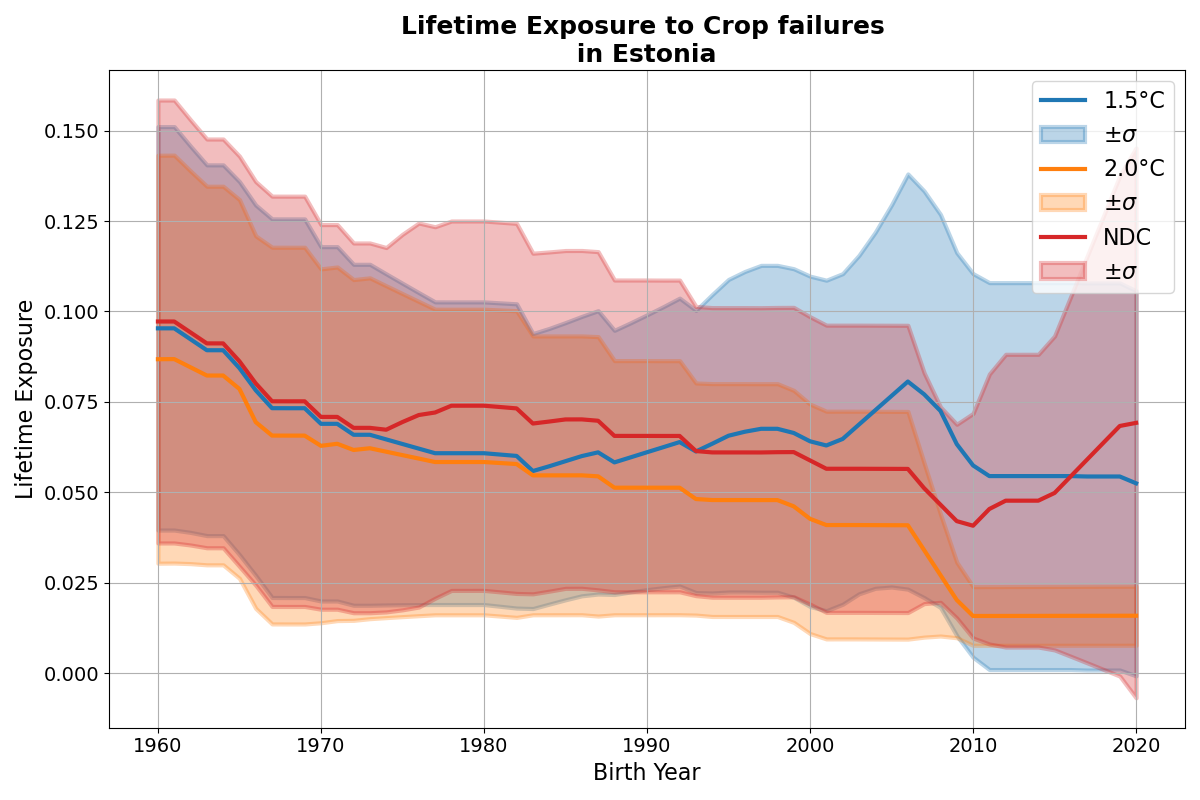 Lifetime Exposure to Crop failures
in Estonia
Lifetime Exposure
0.150
0.125
0.100
0.075
0.050
0.025
0.000
1960
1970
1980
1990
2000
2010
2020
Birth Year
1.5°C
±σ
2.0°C
±σ
NDC
±σ